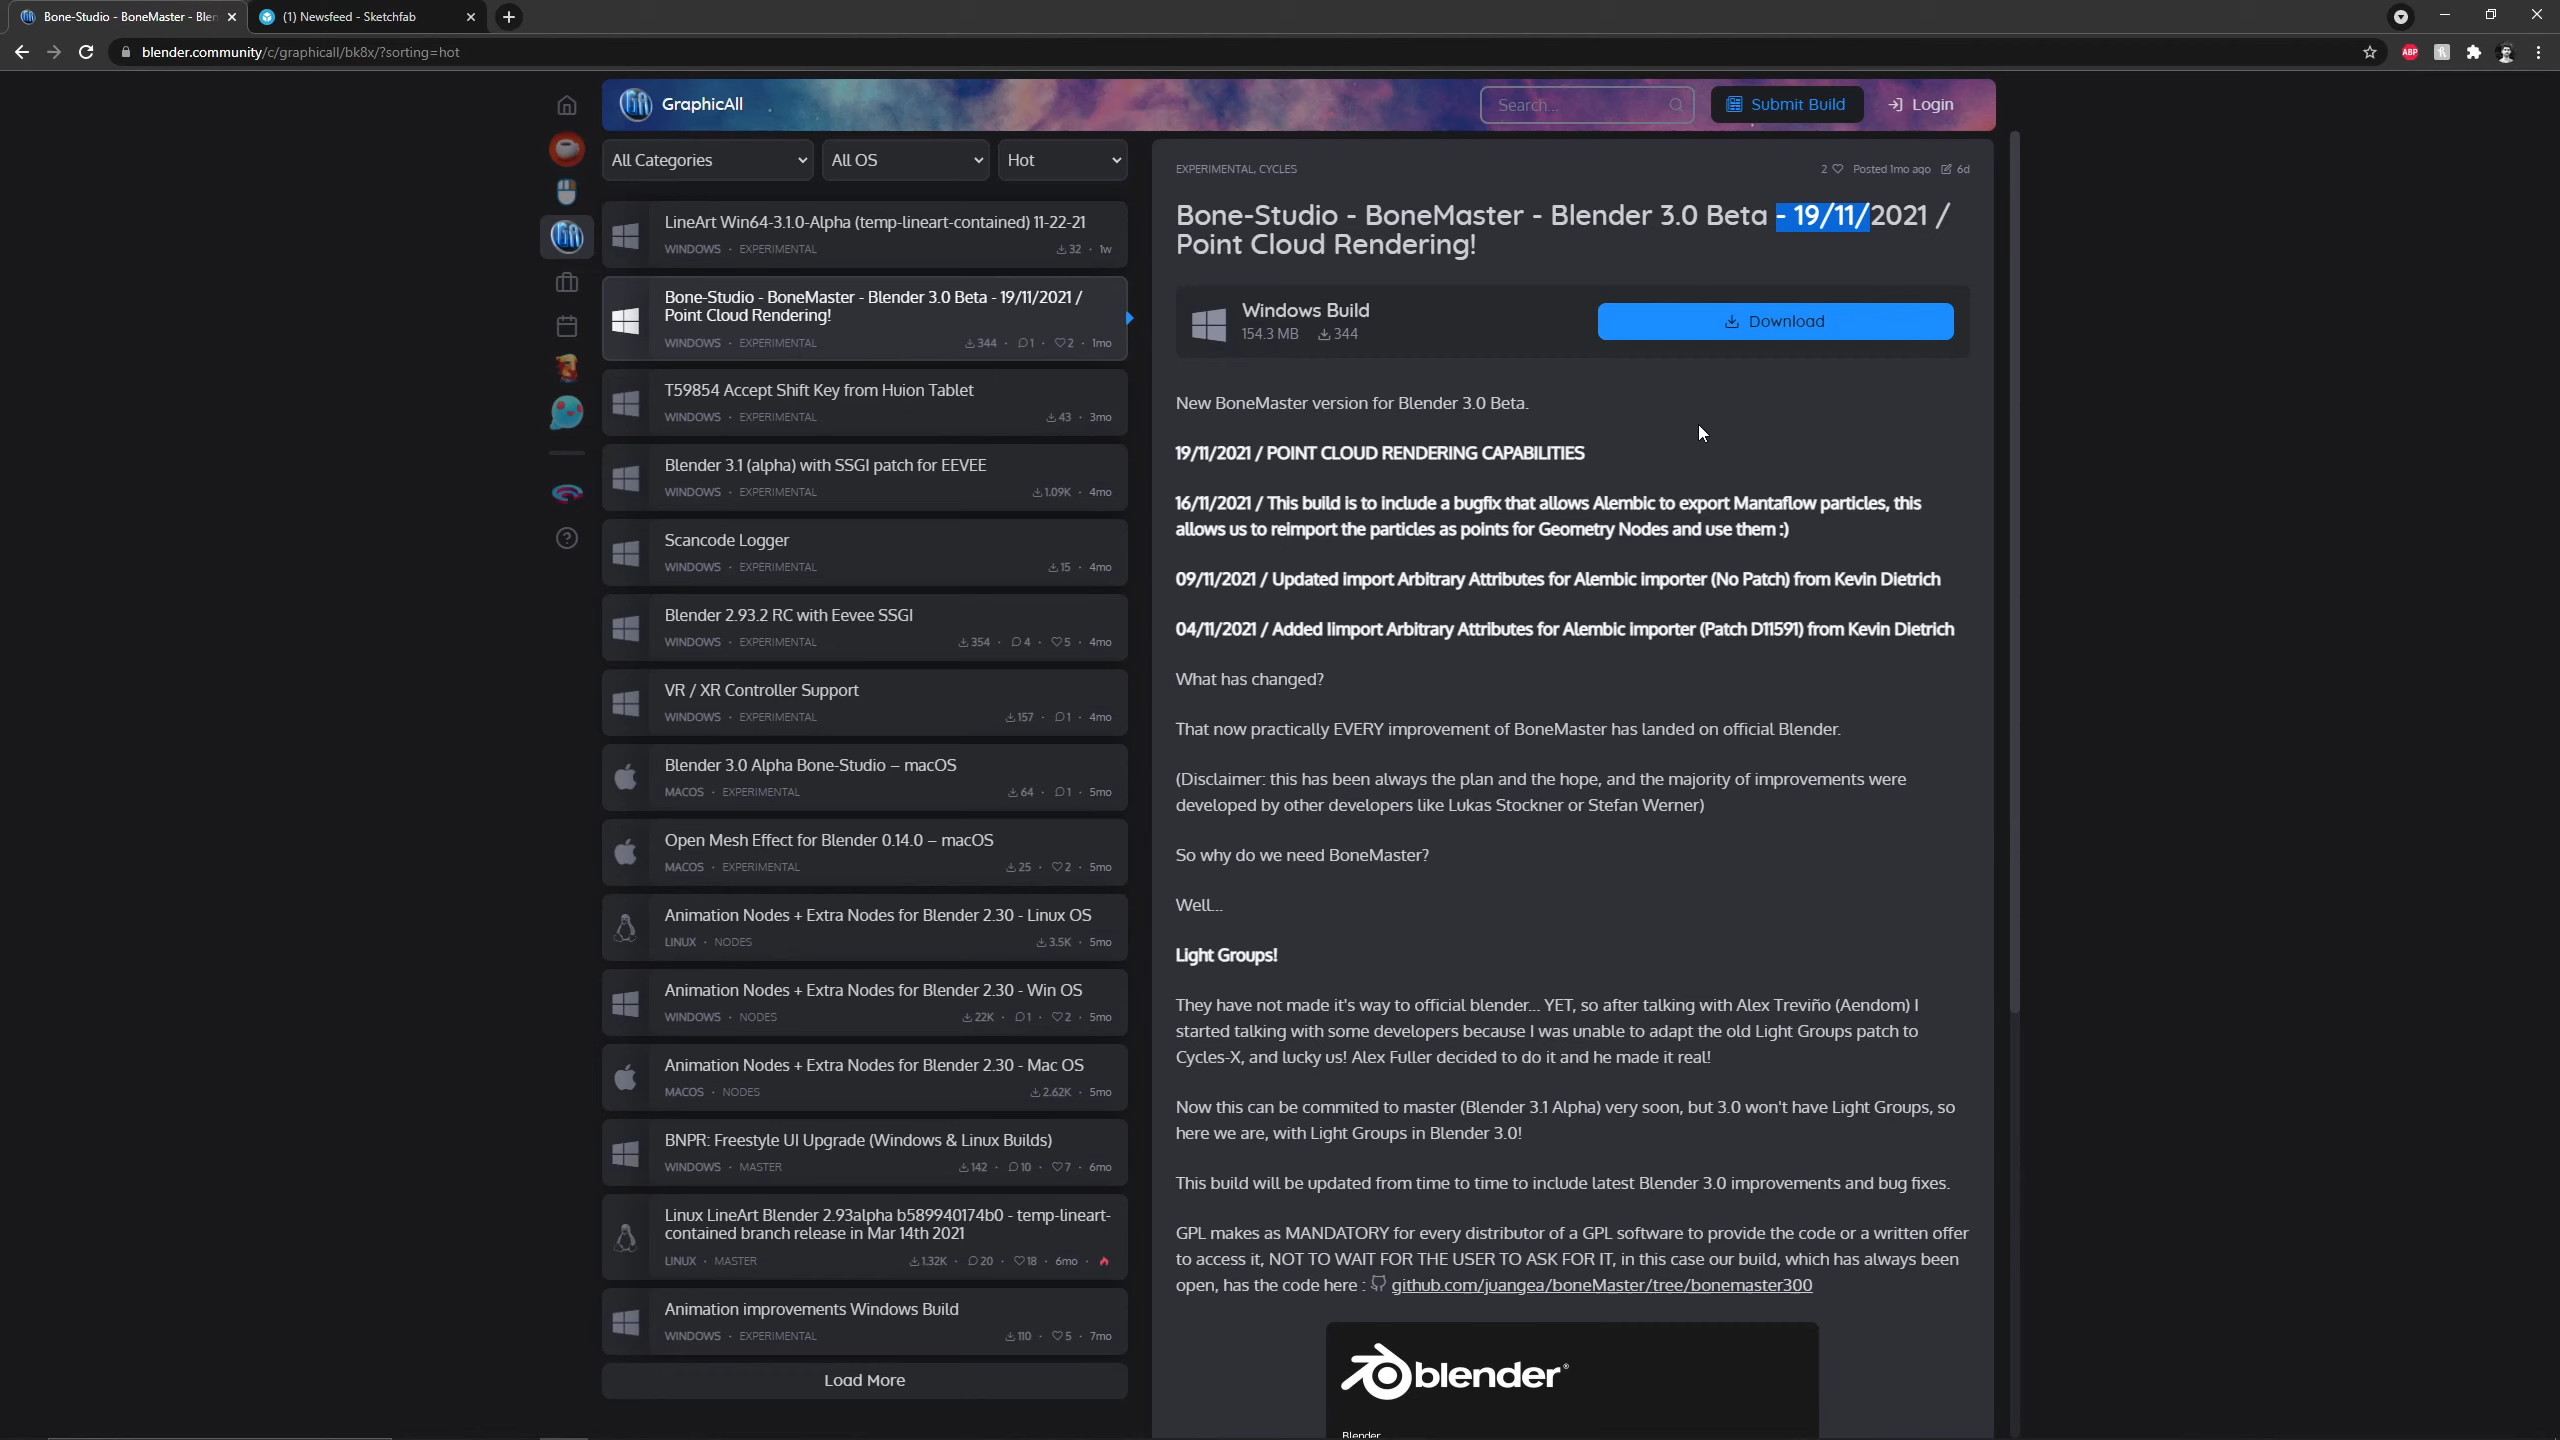 Bone-Studio - BoneMaster - Blen
(1) Newsfeed - Sketchfab
blender.community/c/graphicall/bk8x/?sorting=hot
ABP
GraphicAll
Search...
Submit Build
Login
All Categories
All OS
Hot
LineArt Win64-3.1.0-Alpha (temp-lineart-contained) 11-22-21
WINDOWS · EXPERIMENTAL
32 · 1w
Bone-Studio - BoneMaster - Blender 3.0 Beta - 19/11/2021 /
Point Cloud Rendering!
WINDOWS · EXPERIMENTAL
344 · 1 · 2 · 1mo
T59854 Accept Shift Key from Huion Tablet
WINDOWS · EXPERIMENTAL
43 · 3mo
Blender 3.1 (alpha) with SSGI patch for EEVEE
WINDOWS · EXPERIMENTAL
1.09K · 4mo
Scancode Logger
WINDOWS · EXPERIMENTAL
15 · 4mo
Blender 2.93.2 RC with Eevee SSGI
WINDOWS · EXPERIMENTAL
354 · 4 · 5 · 4mo
VR / XR Controller Support
WINDOWS · EXPERIMENTAL
157 · 1 · 4mo
Blender 3.0 Alpha Bone-Studio – macOS
MACOS · EXPERIMENTAL
64 · 1 · 5mo
Open Mesh Effect for Blender 0.14.0 – macOS
MACOS · EXPERIMENTAL
25 · 2 · 5mo
Animation Nodes + Extra Nodes for Blender 2.30 - Linux OS
LINUX · NODES
3.5K · 5mo
Animation Nodes + Extra Nodes for Blender 2.30 - Win OS
WINDOWS · NODES
22K · 1 · 2 · 5mo
Animation Nodes + Extra Nodes for Blender 2.30 - Mac OS
MACOS · NODES
2.62K · 5mo
BNPR: Freestyle UI Upgrade (Windows & Linux Builds)
WINDOWS · MASTER
142 · 10 · 7 · 6mo
Linux LineArt Blender 2.93alpha b589940174b0 - temp-lineart-
contained branch release in Mar 14th 2021
LINUX · MASTER
1.32K · 20 · 18 · 6mo ·
Animation improvements Windows Build
WINDOWS · EXPERIMENTAL
110 · 5 · 7mo
Load More
EXPERIMENTAL, CYCLES
2 Posted 1mo ago 6d
Bone-Studio - BoneMaster - Blender 3.0 Beta - 19/11/2021 /
Point Cloud Rendering!
Windows Build
154.3 MB 344
Download
New BoneMaster version for Blender 3.0 Beta.
19/11/2021 / POINT CLOUD RENDERING CAPABILITIES
16/11/2021 / This build is to include a bugfix that allows Alembic to export Mantaflow particles, this
allows us to reimport the particles as points for Geometry Nodes and use them :)
09/11/2021 / Updated import Arbitrary Attributes for Alembic importer (No Patch) from Kevin Dietrich
04/11/2021 / Added Iimport Arbitrary Attributes for Alembic importer (Patch D11591) from Kevin Dietrich
What has changed?
That now practically EVERY improvement of BoneMaster has landed on official Blender.
(Disclaimer: this has been always the plan and the hope, and the majority of improvements were
developed by other developers like Lukas Stockner or Stefan Werner)
So why do we need BoneMaster?
Well...
Light Groups!
They have not made it's way to official blender... YET, so after talking with Alex Treviño (Aendom) I
started talking with some developers because I was unable to adapt the old Light Groups patch to
Cycles-X, and lucky us! Alex Fuller decided to do it and he made it real!
Now this can be commited to master (Blender 3.1 Alpha) very soon, but 3.0 won't have Light Groups, so
here we are, with Light Groups in Blender 3.0!
This build will be updated from time to time to include latest Blender 3.0 improvements and bug fixes.
GPL makes as MANDATORY for every distributor of a GPL software to provide the code or a written offer
to access it, NOT TO WAIT FOR THE USER TO ASK FOR IT, in this case our build, which has always been
open, has the code here : github.com/juangea/boneMaster/tree/bonemaster300
blender®
Blender